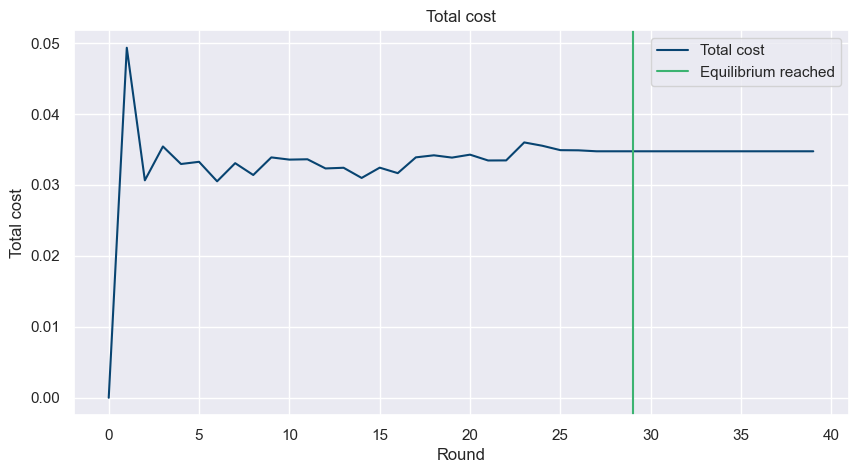 Total cost
Total cost
Equilibrium reached
0.05
0.04
0.03
0.02
0.01
0.00
Total cost
0 5 10 15 20 25 30 35 40
Round